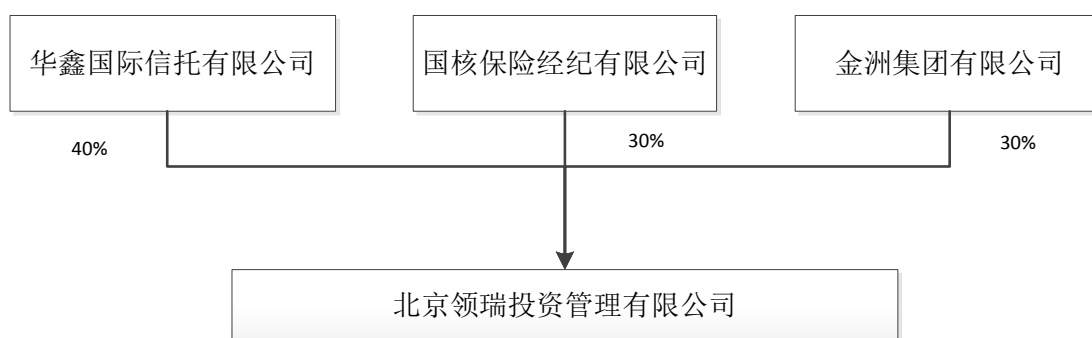 华鑫国际信托有限公司
国核保险经纪有限公司
金洲集团有限公司
40%
30%
30%
北京领瑞投资管理有限公司